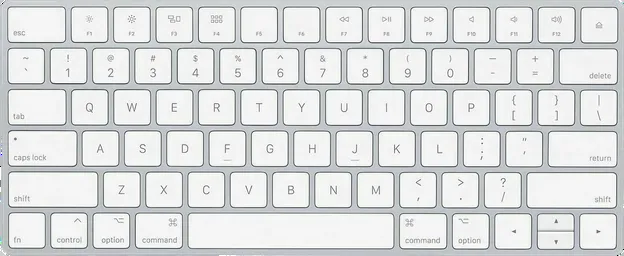 esc F1 F2 F3 F4 F5 F6 F7 F8 F9 F10 F11 F12
~ ! @ # $ % ^ & * ( ) — +
` 1 2 3 4 5 6 7 8 9 0 - = delete
tab Q W E R T Y U I O P { [ } ] | \
caps lock A S D F G H J K L : ; " ' return
shift Z X C V B N M < , > . ? / shift
fn control option command command option